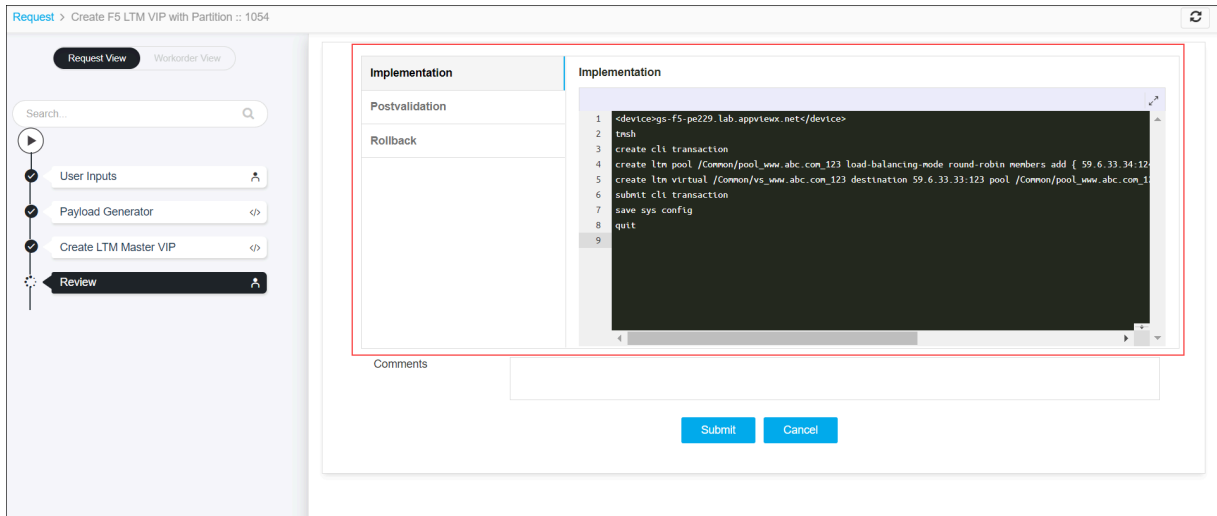 Request > Create F5 LTM VIP with Partition :: 1054
Request View
Workorder View
Search...
User Inputs
Payload Generator
</>
Create LTM Master VIP
</>
Review
Implementation
Postvalidation
Rollback
Implementation
1 <device>gs-f5-pe229.lab.appviewx.net</device>
2 tmsh
3 create cli transaction
4 create ltm pool /Common/pool_www.abc.com_123 load-balancing-mode round-robin members add { 59.6.33.34:12
5 create ltm virtual /Common/vs_www.abc.com_123 destination 59.6.33.33:123 pool /Common/pool_www.abc.com_1
6 submit cli transaction
7 save sys config
8 quit
9
Comments
Submit
Cancel